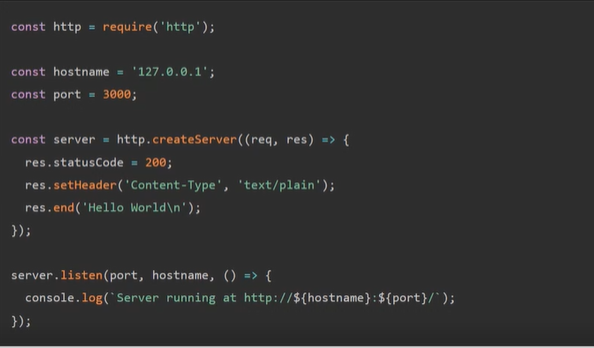 const http = require('http');

const hostname = '127.0.0.1';
const port = 3000;

const server = http.createServer((req, res) => {
  res.statusCode = 200;
  res.setHeader('Content-Type', 'text/plain');
  res.end('Hello World\n');
});

server.listen(port, hostname, () => {
  console.log(`Server running at http://${hostname}:${port}/`);
});